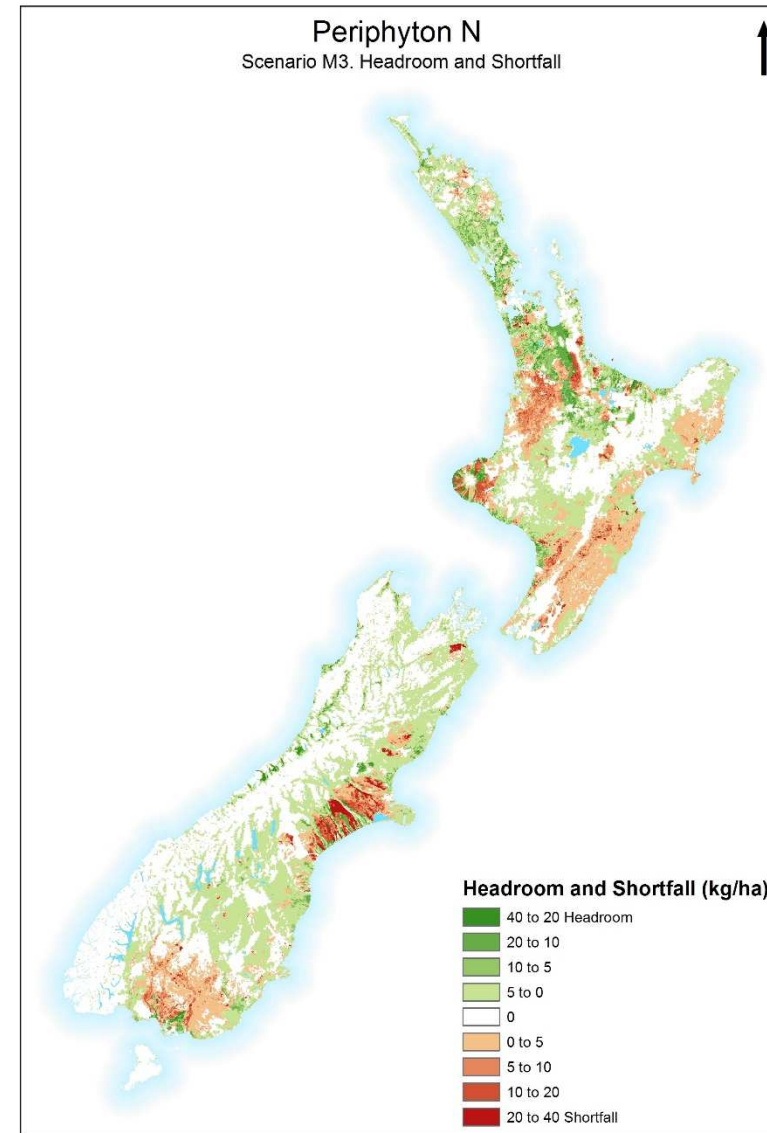 Periphyton N
Scenario M3. Headroom and Shortfall
Headroom and Shortfall (kg/ha)
40 to 20 Headroom
20 to 10
10 to 5
5 to 0
0
0 to 5
5 to 10
10 to 20
20 to 40 Shortfall